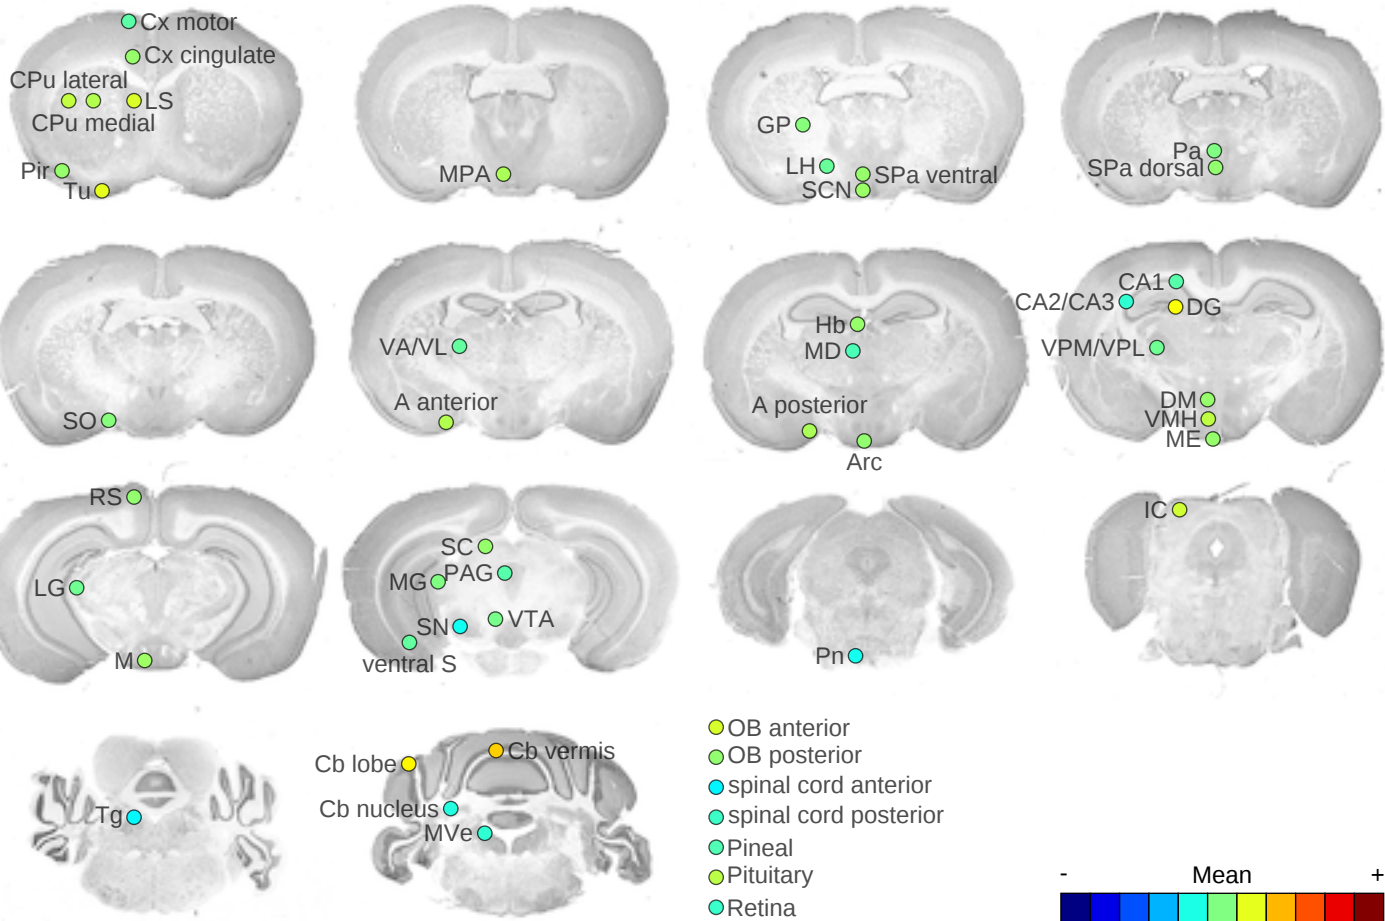 Cx motor
Cx cingulate
CPu lateral
LS
CPu medial
Pir
Tu
MPA
GP
LH
SPa ventral
SCN
Pa
SPa dorsal
SO
VA/VL
A anterior
Hb
MD
A posterior
Arc
CA1
CA2/CA3
DG
VPM/VPL
DM
VMH
ME
RS
LG
M
SC
MG
PAG
SN
VTA
ventral S
Pn
IC
Tg
Cb lobe
Cb vermis
Cb nucleus
MVe
OB anterior
OB posterior
spinal cord anterior
spinal cord posterior
Pineal
Pituitary
Retina
- Mean +